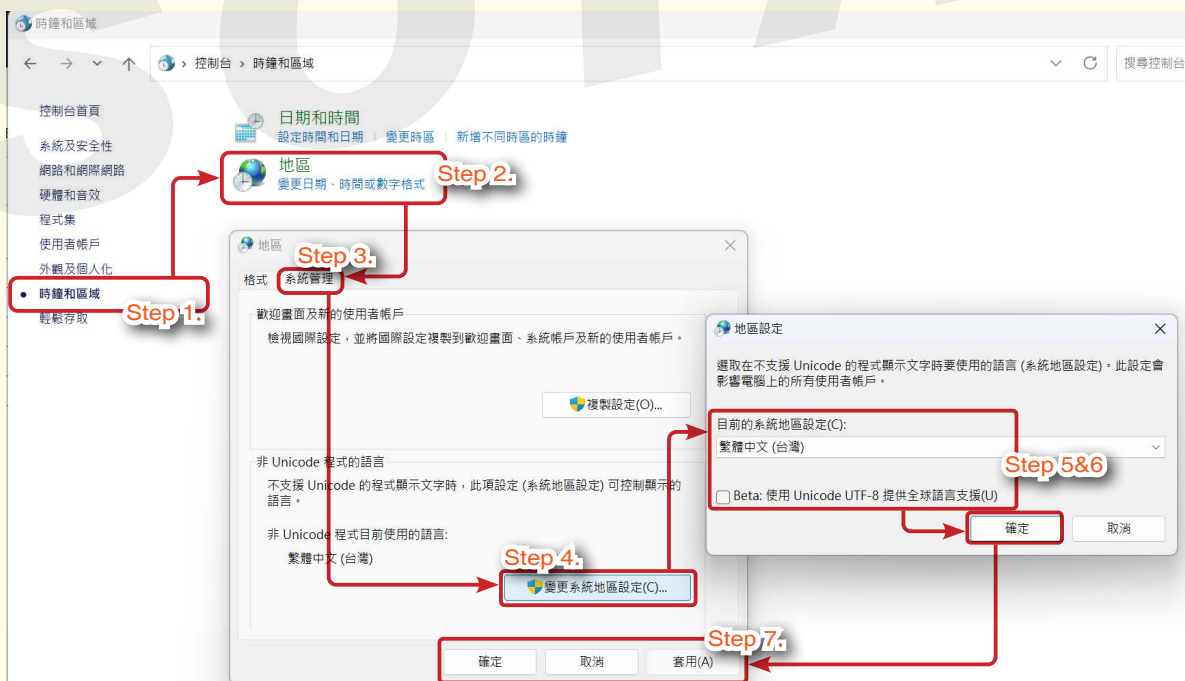 時鐘和區域
控制台 › 時鐘和區域
搜尋控制台
控制台首頁
系統及安全性
網路和網際網路
硬體和音效
程式集
使用者帳戶
外觀及個人化
時鐘和區域
輕鬆存取
Step 1.
日期和時間
設定時間和日期 | 變更時區 | 新增不同時區的時鐘
地區
變更日期、時間或數字格式
Step 2.
地區
Step 3.
格式 系統管理
歡迎畫面及新的使用者帳戶
檢視國際設定，並將國際設定複製到歡迎畫面、系統帳戶及新的使用者帳戶。
複製設定(O)...
非 Unicode 程式的語言
不支援 Unicode 的程式顯示文字時，此項設定 (系統地區設定) 可控制顯示的
語言。
非 Unicode 程式目前使用的語言:
繁體中文 (台灣)
Step 4.
變更系統地區設定(C)...
確定 取消 套用(A)
Step 7.
地區設定
選取在不支援 Unicode 的程式顯示文字時要使用的語言 (系統地區設定)。此設定會
影響電腦上的所有使用者帳戶。
目前的系統地區設定(C):
繁體中文 (台灣)
Step 5&6
Beta: 使用 Unicode UTF-8 提供全球語言支援(U)
確定 取消